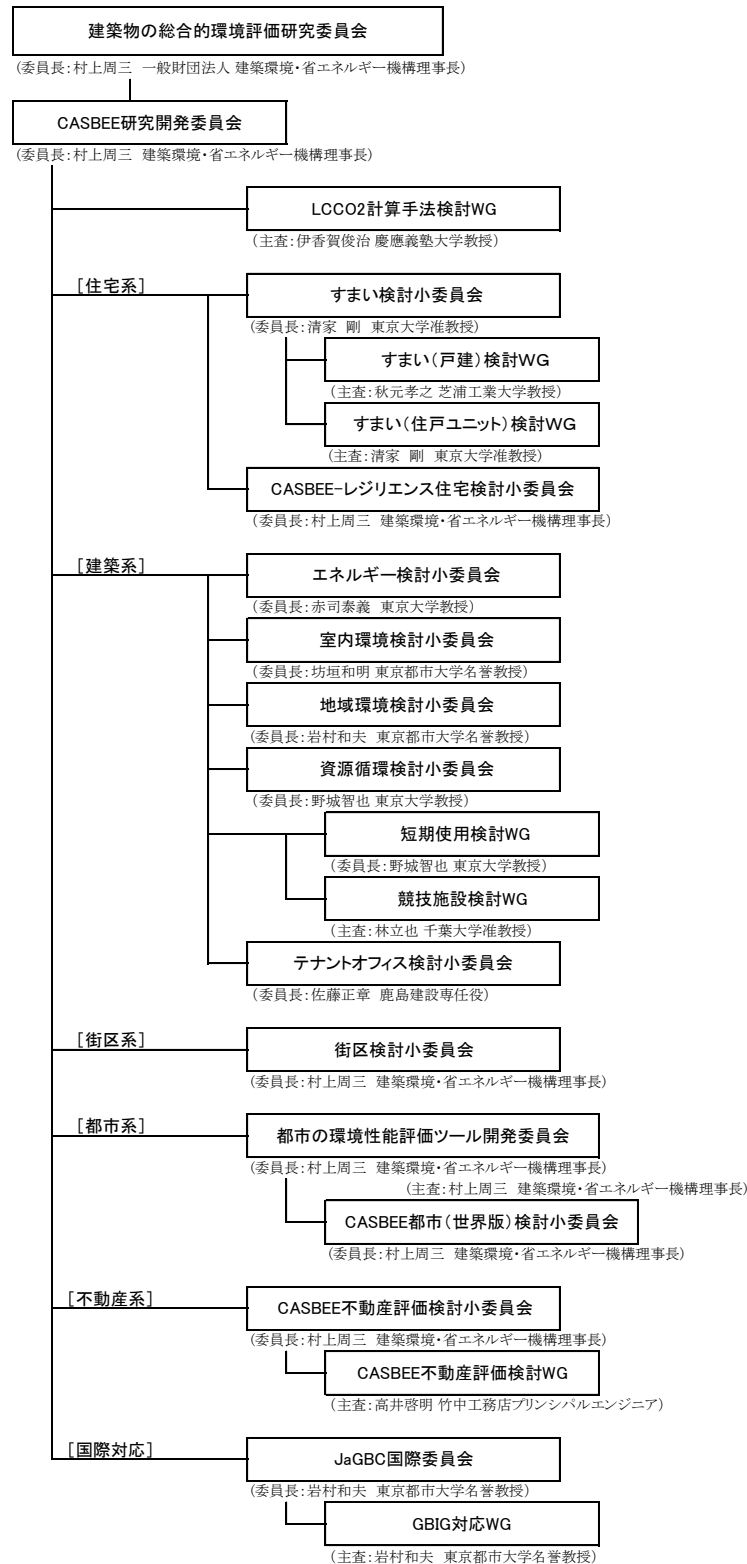 建築物の総合的環境評価研究委員会
(委員長：村上周三　一般財団法人 建築環境・省エネルギー機構理事長)
CASBEE研究開発委員会
(委員長：村上周三　建築環境・省エネルギー機構理事長)
LCCO2計算手法検討WG
(主査：伊香賀俊治 慶應義塾大学教授)
［住宅系］
すまい検討小委員会
(委員長：清家　剛　東京大学准教授)
すまい（戸建）検討WG
(主査：秋元孝之 芝浦工業大学教授)
すまい（住戸ユニット）検討WG
(主査：清家　剛　東京大学准教授)
CASBEE-レジリエンス住宅検討小委員会
(委員長：村上周三　建築環境・省エネルギー機構理事長)
［建築系］
エネルギー検討小委員会
(委員長：赤司泰義　東京大学教授)
室内環境検討小委員会
(委員長：坊垣和明 東京都市大学名誉教授)
地域環境検討小委員会
(委員長：岩村和夫　東京都市大学名誉教授)
資源循環検討小委員会
(委員長：野城智也 東京大学教授)
短期使用検討WG
(委員長：野城智也 東京大学教授)
競技施設検討WG
(主査：林立也 千葉大学准教授)
テナントオフィス検討小委員会
(委員長：佐藤正章　鹿島建設専任役)
［街区系］
街区検討小委員会
(委員長：村上周三　建築環境・省エネルギー機構理事長)
［都市系］
都市の環境性能評価ツール開発委員会
(委員長：村上周三　建築環境・省エネルギー機構理事長)
(主査：村上周三　建築環境・省エネルギー機構理事長)
CASBEE都市（世界版）検討小委員会
(委員長：村上周三　建築環境・省エネルギー機構理事長)
［不動産系］
CASBEE不動産評価検討小委員会
(委員長：村上周三　建築環境・省エネルギー機構理事長)
CASBEE不動産評価検討WG
(主査：高井啓明 竹中工務店プリンシパルエンジニア)
［国際対応］
JaGBC国際委員会
(委員長：岩村和夫　東京都市大学名誉教授)
GBIG対応WG
(主査：岩村和夫　東京都市大学名誉教授)